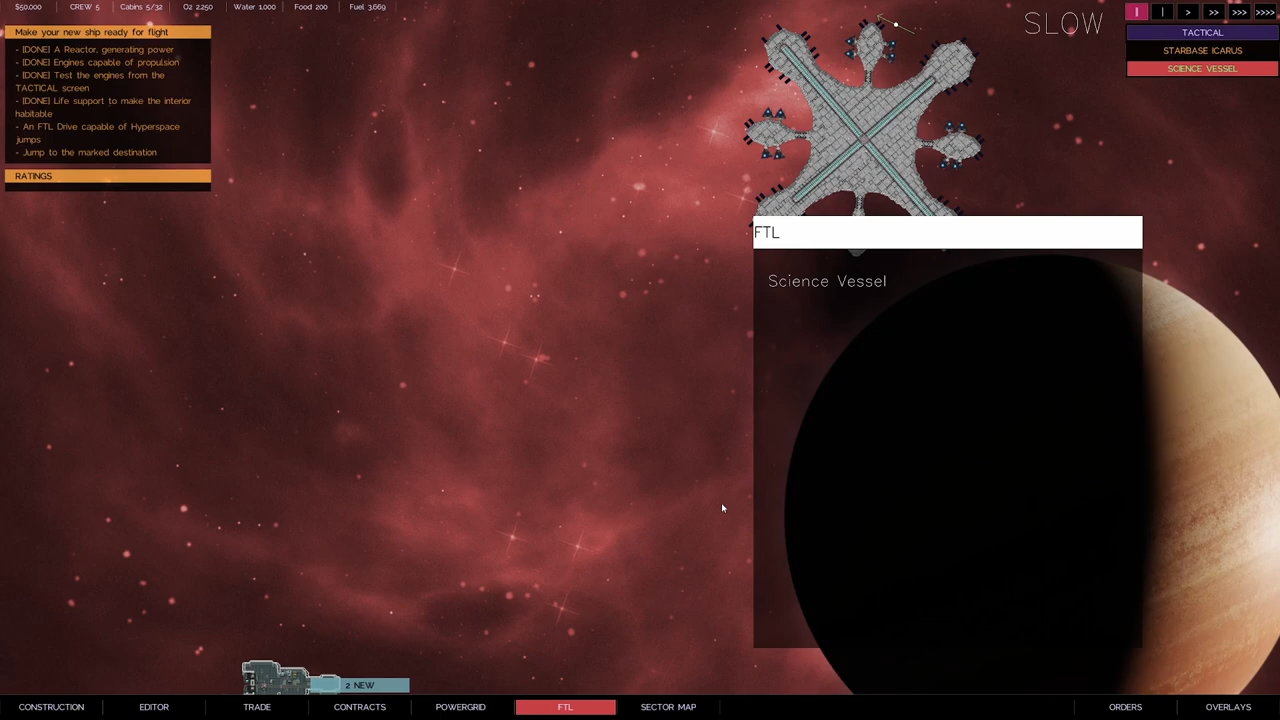 $50,000 CREW 5 Cabins 5/32 O2 2,250 Water 1,000 Food 200 Fuel 3,669
Make your new ship ready for flight
- [DONE] A Reactor, generating power
- [DONE] Engines capable of propulsion
- [DONE] Test the engines from the
TACTICAL screen
- [DONE] Life support to make the interior
habitable
- An FTL Drive capable of Hyperspace
jumps
- Jump to the marked destination
RATINGS
SLOW
|| | > >> >>> >>>>
TACTICAL
STARBASE ICARUS
SCIENCE VESSEL
FTL
Science Vessel
2 NEW
CONSTRUCTION EDITOR TRADE CONTRACTS POWERGRID FTL SECTOR MAP ORDERS OVERLAYS